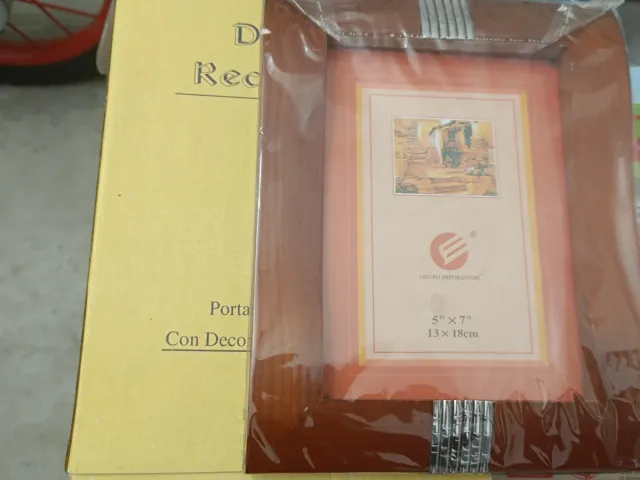 D
Rec
Porta
Con Deco
®
5" × 7"
13 × 18cm